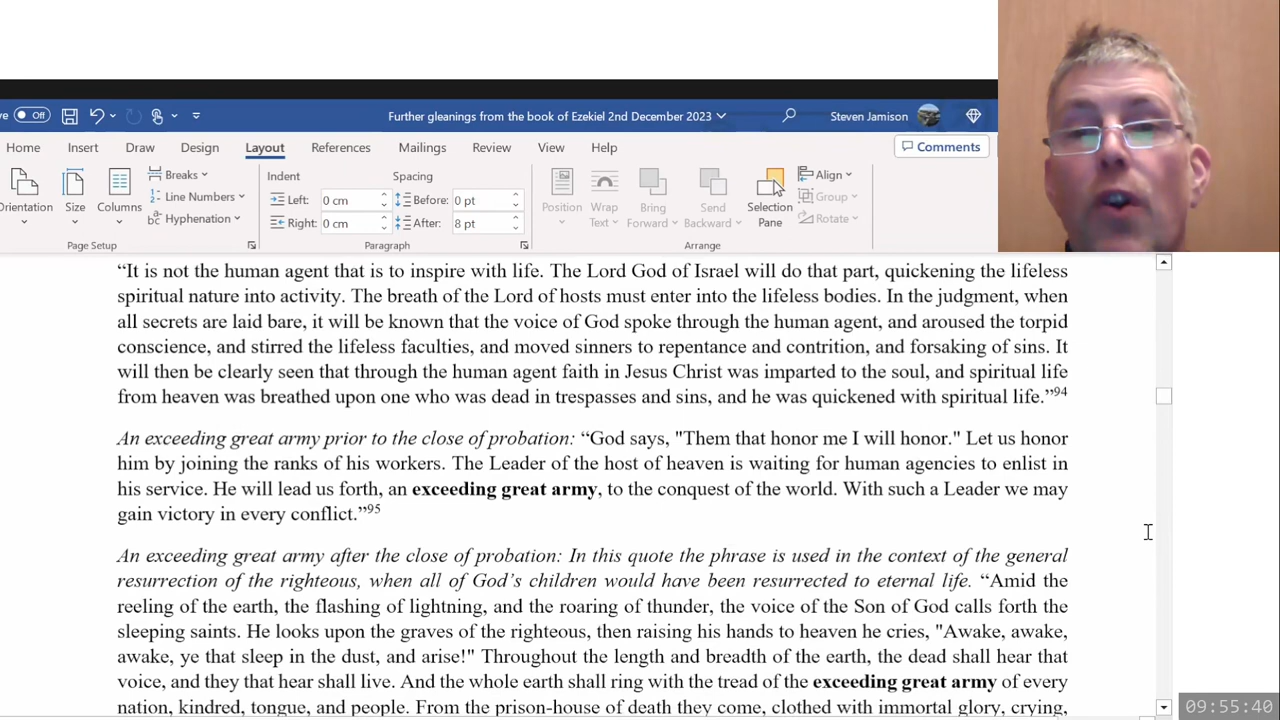 ve Off Further gleanings from the book of Ezekiel 2nd December 2023 Steven Jamison
Home Insert Draw Design Layout References Mailings Review View Help Comments
Orientation Size Columns Breaks Line Numbers Hyphenation
Indent Spacing
Left: 0 cm Before: 0 pt
Right: 0 cm After: 8 pt
Position Wrap Text Bring Forward Send Backward Selection Pane Align Group Rotate
Page Setup Paragraph Arrange
“It is not the human agent that is to inspire with life. The Lord God of Israel will do that part, quickening the lifeless
spiritual nature into activity. The breath of the Lord of hosts must enter into the lifeless bodies. In the judgment, when
all secrets are laid bare, it will be known that the voice of God spoke through the human agent, and aroused the torpid
conscience, and stirred the lifeless faculties, and moved sinners to repentance and contrition, and forsaking of sins. It
will then be clearly seen that through the human agent faith in Jesus Christ was imparted to the soul, and spiritual life
from heaven was breathed upon one who was dead in trespasses and sins, and he was quickened with spiritual life.”94
An exceeding great army prior to the close of probation: “God says, "Them that honor me I will honor." Let us honor
him by joining the ranks of his workers. The Leader of the host of heaven is waiting for human agencies to enlist in
his service. He will lead us forth, an exceeding great army, to the conquest of the world. With such a Leader we may
gain victory in every conflict.”95
An exceeding great army after the close of probation: In this quote the phrase is used in the context of the general
resurrection of the righteous, when all of God’s children would have been resurrected to eternal life. “Amid the
reeling of the earth, the flashing of lightning, and the roaring of thunder, the voice of the Son of God calls forth the
sleeping saints. He looks upon the graves of the righteous, then raising his hands to heaven he cries, "Awake, awake,
awake, ye that sleep in the dust, and arise!" Throughout the length and breadth of the earth, the dead shall hear that
voice, and they that hear shall live. And the whole earth shall ring with the tread of the exceeding great army of every
nation, kindred, tongue, and people. From the prison-house of death they come, clothed with immortal glory, crying,
09:55:40